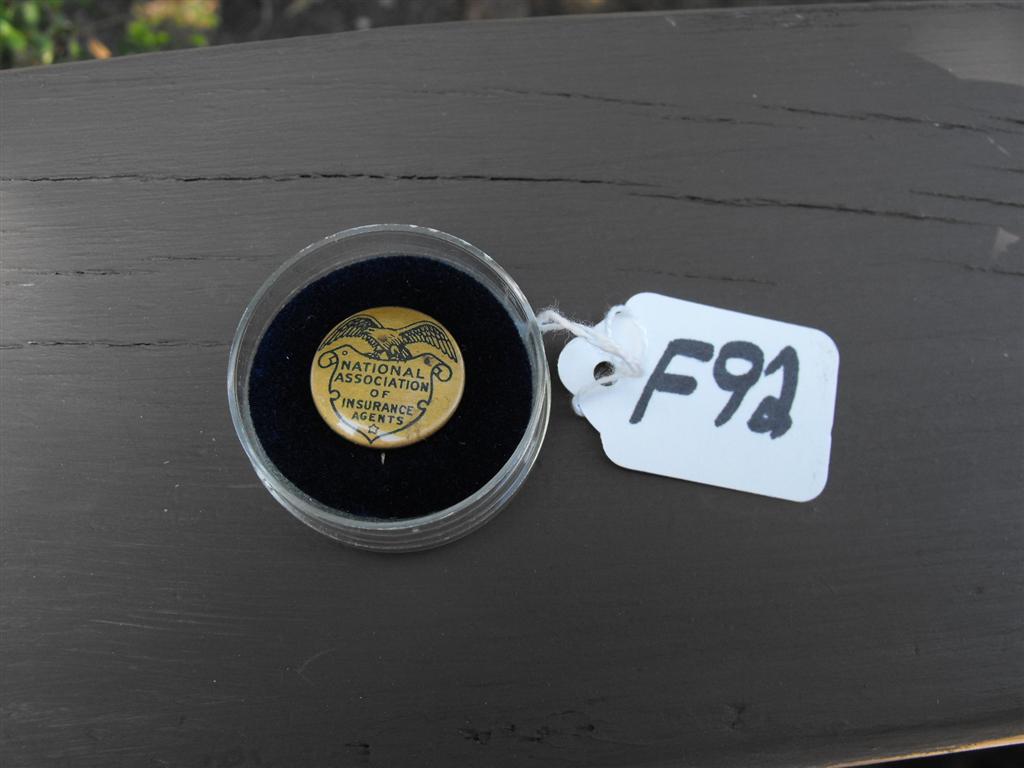 NATIONAL
ASSOCIATION
OF
INSURANCE
AGENTS
F92